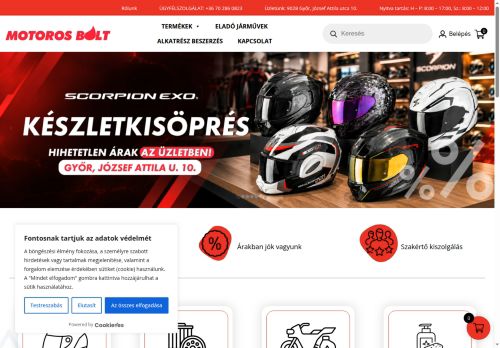 Rólunk
ÜGYFÉLSZOLGÁLAT: +36 70 286 0823
Üzletünk: 9028 Győr, József Attila utca 10.
Nyitva tartás: H – P: 8:00 – 17:00, Sz.: 8:00 – 12:00
MOTOROS BOLT
TERMÉKEK
ELADÓ JÁRMŰVEK
ALKATRÉSZ BESZERZÉS
KAPCSOLAT
Keresés
Belépés
0
SCORPION EXO
SCORPION
KÉSZLETKISÖPRÉS
HIHETETLEN ÁRAK AZ ÜZLETBEN!
GYŐR, JÓZSEF ATTILA U. 10.
%
Árakban jók vagyunk
Szakértő kiszolgálás
Fontosnak tartjuk az adatok védelmét
A böngészési élmény fokozása, a személyre szabott
hirdetések vagy tartalmak megjelenítése, valamint a
forgalom elemzése érdekében sütiket (cookie) használunk.
A "Mindet elfogadom" gombra kattintva hozzájárulhat a
sütik használatához.
Testreszabás
Elutasít
Az összes elfogadása
Powered by Cookieyes
0